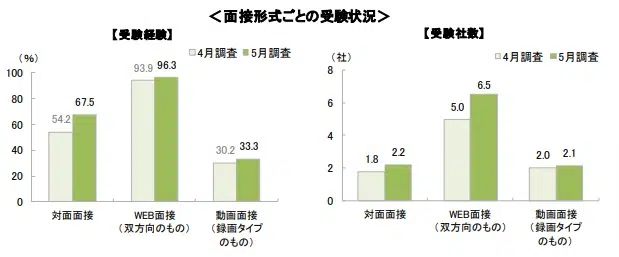 ＜面接形式ごとの受験状況＞
【受験経験】
（%）
4月調査 5月調査
100
80
60
40
20
0
54.2 67.5
93.9 96.3
30.2 33.3
対面面接
WEB面接
（双方向のもの）
動画面接
（録画タイプ
のもの）
【受験社数】
（社）
4月調査 5月調査
8
6
4
2
0
1.8 2.2
5.0 6.5
2.0 2.1
対面面接
WEB面接
（双方向のもの）
動画面接
（録画タイプ
のもの）